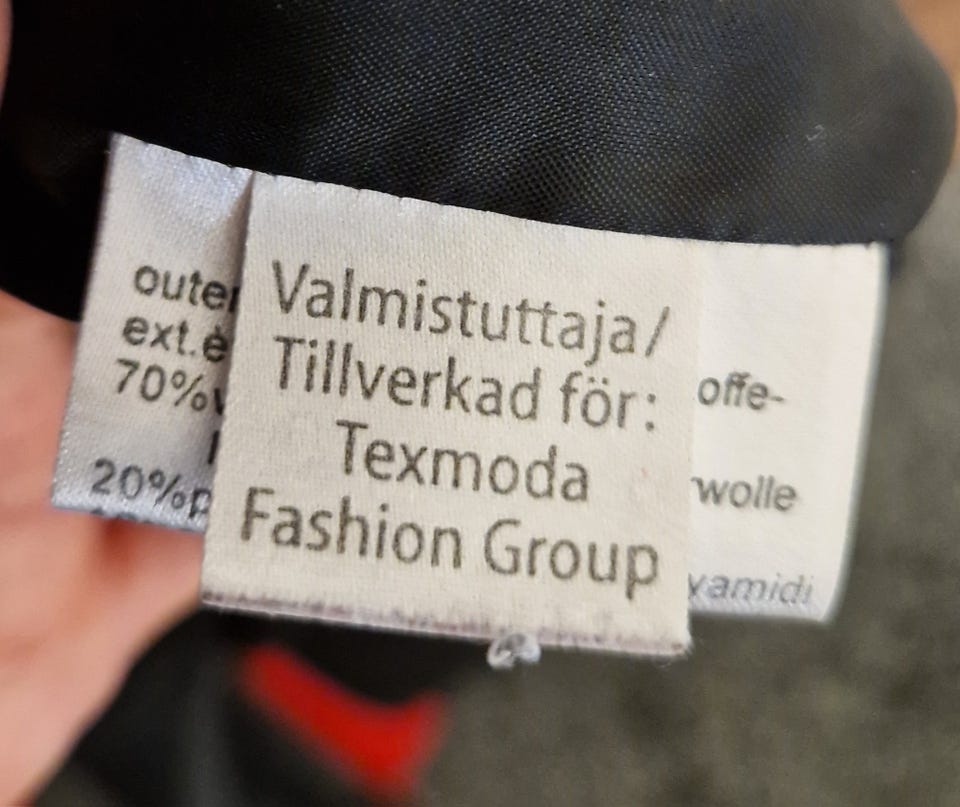 Valmistuttaja/
Tillverkad för:
Texmoda
Fashion Group
outer
ext.è
70%
20%p
offe-
wolle
yamidi